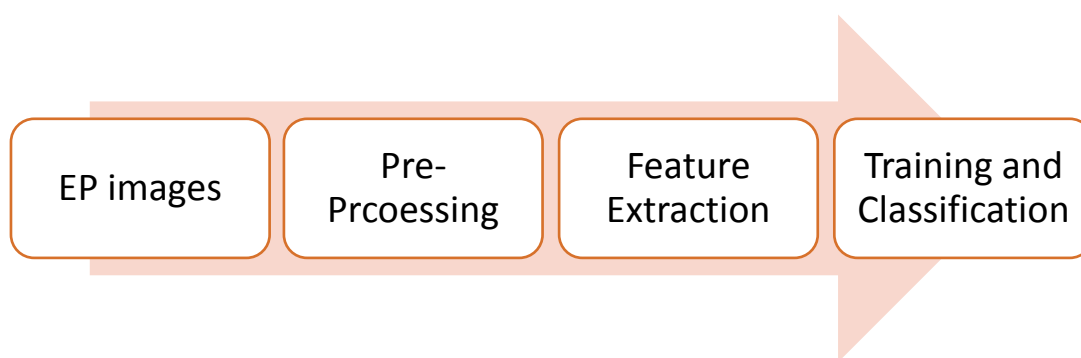 EP images
Pre-
Prcoessing
Feature
Extraction
Training and
Classification